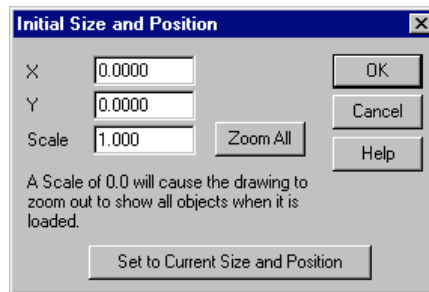 Initial Size and Position
X 0.0000
OK
Y 0.0000
Cancel
Scale 1.000
Zoom All
Help
A Scale of 0.0 will cause the drawing to
zoom out to show all objects when it is
loaded.
Set to Current Size and Position